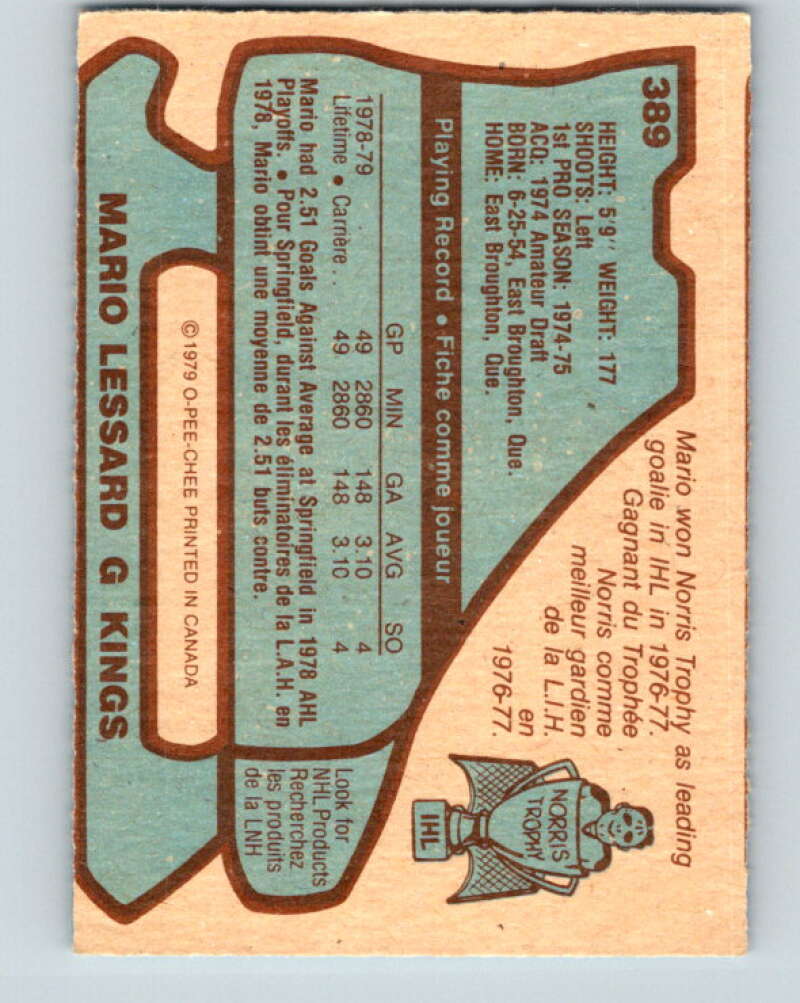 389
Mario won Norris Trophy as leading
goalie in IHL in 1976-77.
Gagnant du Trophée
Norris comme
meilleur gardien
de la L.I.H.
en
1976-77.
NORRIS
TROPHY
IHL
HEIGHT: 5'9" WEIGHT: 177
SHOOTS: Left
1st PRO SEASON: 1974-75
ACQ: 1974 Amateur Draft
BORN: 6-25-54, East Broughton, Que.
HOME: East Broughton, Que.
Playing Record • Fiche comme joueur
GP MIN GA AVG SO
1978-79 49 2860 148 3.10 4
Lifetime • Carrière . . 49 2860 148 3.10 4
Mario had 2.51 Goals Against Average at Springfield in 1978 AHL
Playoffs. • Pour Springfield, durant les éliminatoires de la L.A.H. en
1978, Mario obtint une moyenne de 2.51 buts contre.
Look for
NHL Products
Recherchez
les produits
de la LNH
©1979 O-PEE-CHEE PRINTED IN CANADA
MARIO LESSARD G KINGS